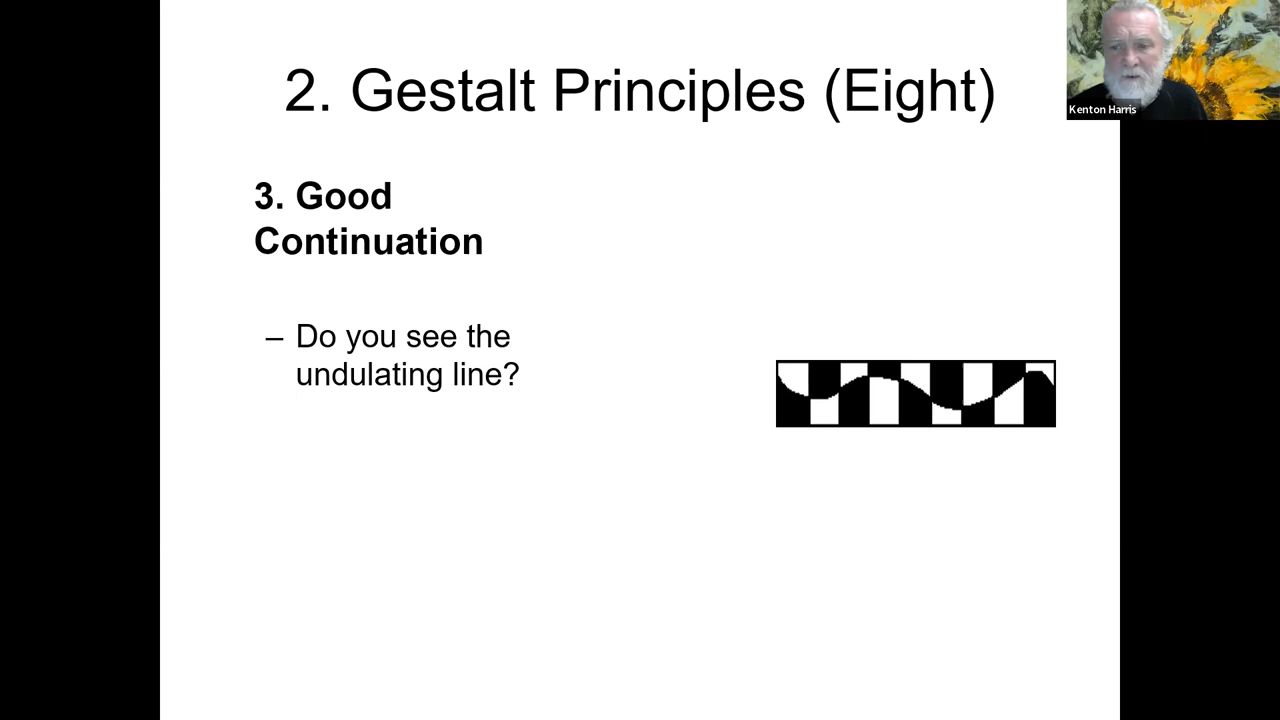 2. Gestalt Principles (Eight)
Kenton Harris
3. Good
Continuation
– Do you see the
undulating line?